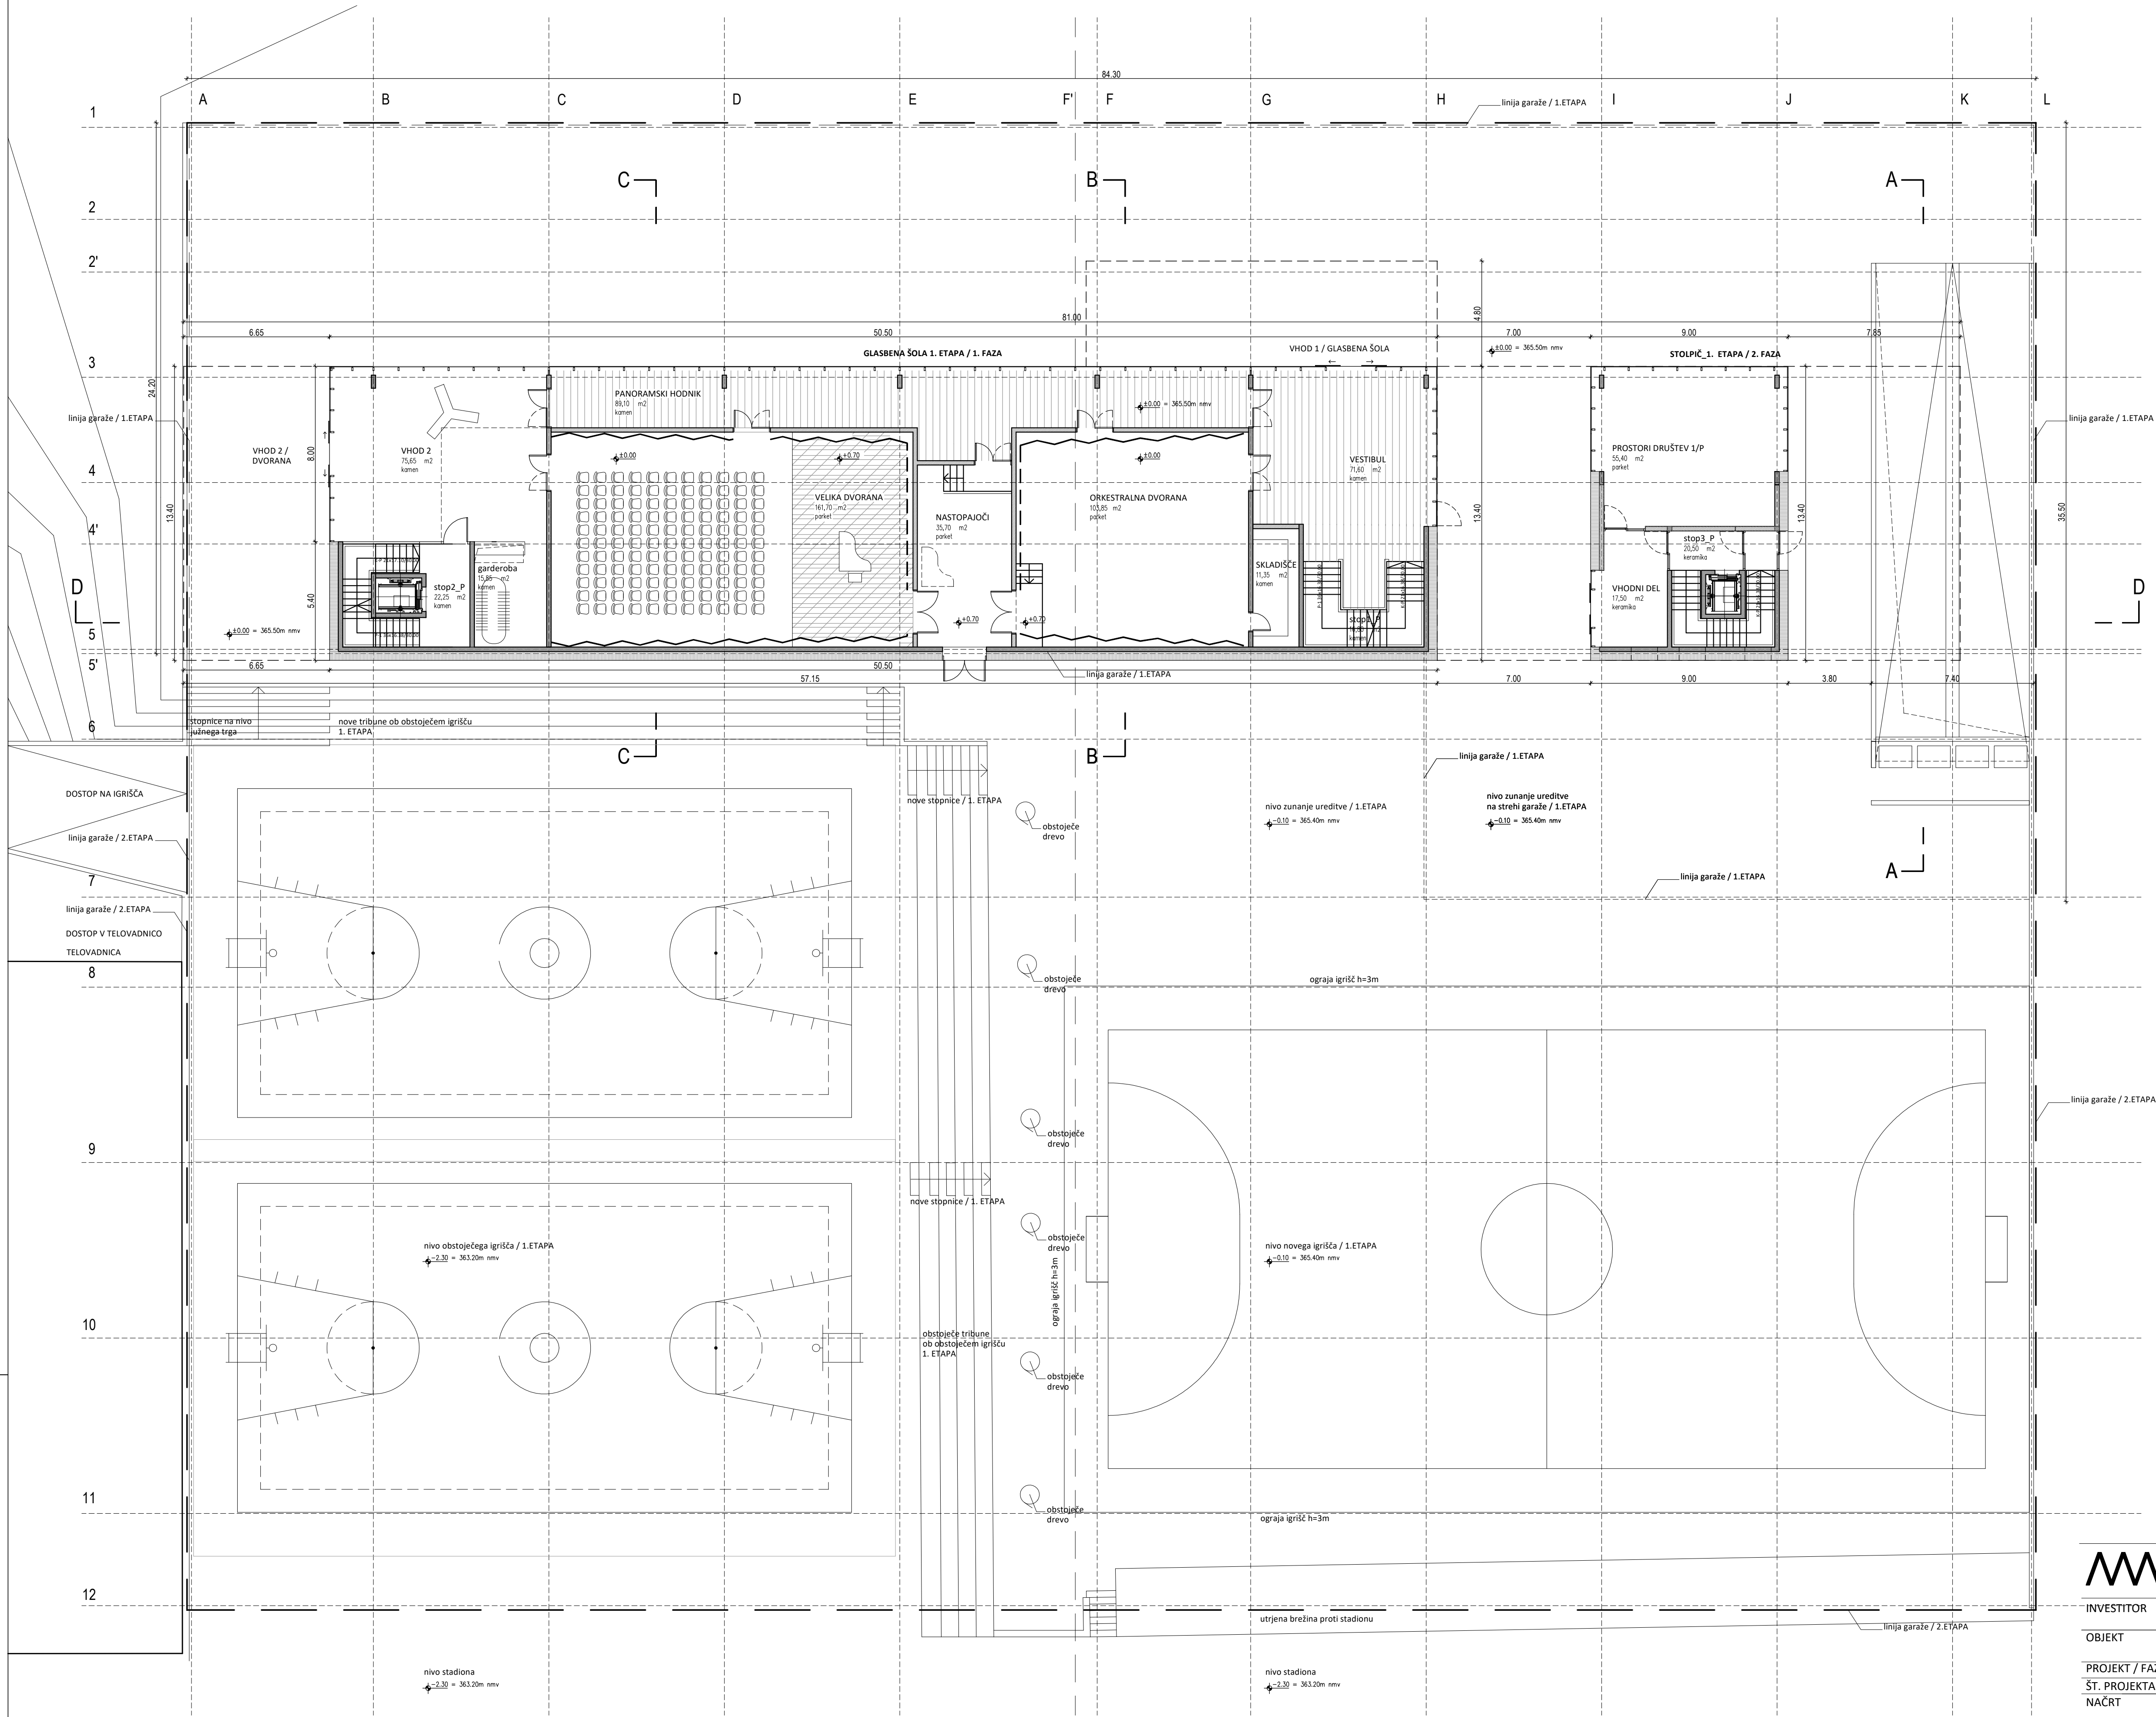 84.30
A B C D E F' F G H I J K L
linija garaže / 1.ETAPA
1
2
2'
3
4
4'
5
5'
6
7
8
9
10
11
12
C B A
24.20
81.00
4.80
6.65 50.50 7.00 9.00 7.85
GLASBENA ŠOLA 1. ETAPA / 1. FAZA
VHOD 1 / GLASBENA ŠOLA
±0.00 = 365.50m nmv
STOLPIČ_1. ETAPA / 2. FAZA
linija garaže / 1.ETAPA
linija garaže / 1.ETAPA
PANORAMSKI HODNIK
89,10 m2
kamen
±0.00 = 365.50m nmv
VHOD 2 /
DVORANA
8.00
13.40
5.40
VHOD 2
75,65 m2
kamen
±0.00
+0.70
±0.00
VELIKA DVORANA
161,70 m2
parket
NASTOPAJOČI
35,70 m2
parket
ORKESTRALNA DVORANA
103,85 m2
parket
VESTIBUL
71,60 m2
kamen
PROSTORI DRUŠTEV 1/P
55,40 m2
parket
13.40
13.40
35.50
stop2_P
22,25 m2
kamen
garderoba
15,85 m2
kamen
SKLADIŠČE
11,35 m2
kamen
stop1_P
kamen
stop3_P
20,50 m2
keramika
VHODNI DEL
17,50 m2
keramika
D D
±0.00 = 365.50m nmv
+0.70
+0.70
6.65 50.50
57.15
linija garaže / 1.ETAPA
7.00 9.00 3.80 7.40
stopnice na nivo
južnega trga
nove tribune ob obstoječem igrišču
1. ETAPA
C B A
linija garaže / 1.ETAPA
DOSTOP NA IGRIŠČA
nove stopnice / 1. ETAPA
obstoječe
drevo
nivo zunanje ureditve / 1.ETAPA
-0.10 = 365.40m nmv
nivo zunanje ureditve
na strehi garaže / 1.ETAPA
-0.10 = 365.40m nmv
linija garaže / 2.ETAPA
linija garaže / 1.ETAPA
linija garaže / 2.ETAPA
DOSTOP V TELOVADNICO
TELOVADNICA
obstoječe
drevo
ograja igrišč h=3m
linija garaže / 2.ETAPA
obstoječe
drevo
nove stopnice / 1. ETAPA
obstoječe
drevo
nivo obstoječega igrišča / 1.ETAPA
-2.30 = 363.20m nmv
ograja igrišč h=3m
nivo novega igrišča / 1.ETAPA
-0.10 = 365.40m nmv
obstoječe tribune
ob obstoječem igrišču
1. ETAPA
obstoječe
drevo
obstoječe
drevo
ograja igrišč h=3m
utrjena brežina proti stadionu
linija garaže / 2.ETAPA
nivo stadiona
-2.30 = 363.20m nmv
nivo stadiona
-2.30 = 363.20m nmv
INVESTITOR
OBJEKT
PROJEKT / FAZ
ŠT. PROJEKTA
NAČRT